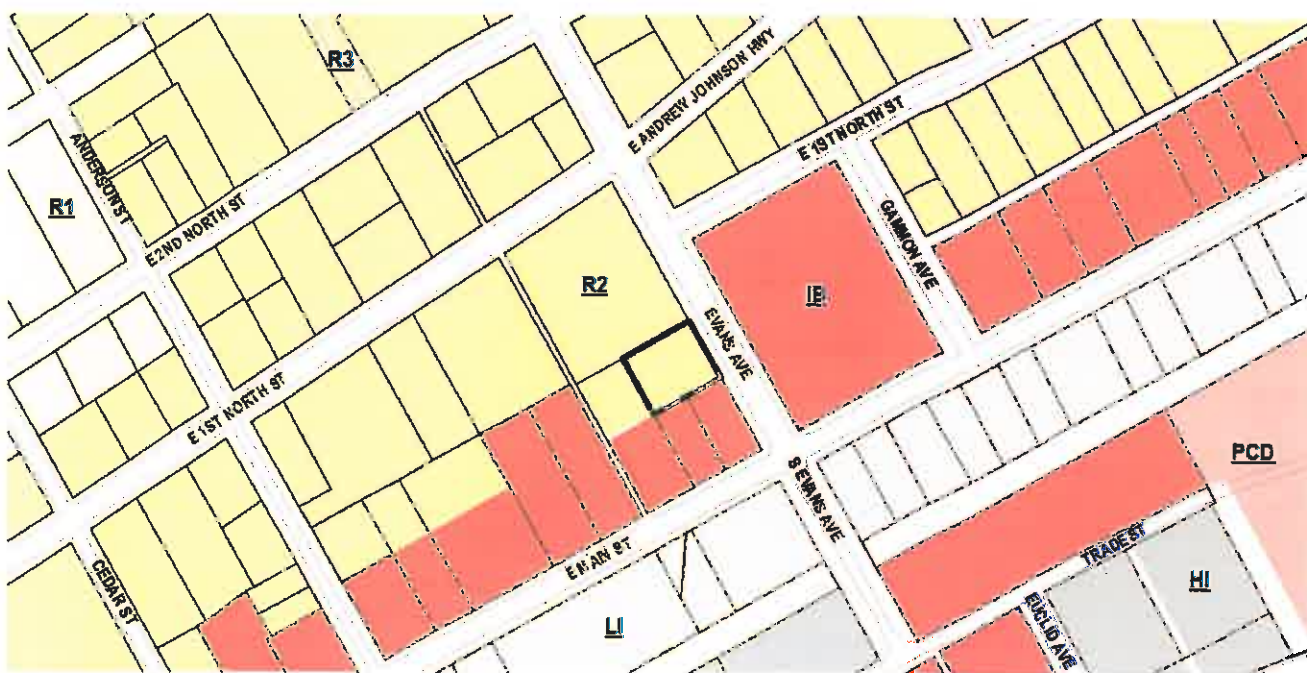 R3
E ANDREW JOHNSON HWY
E 1ST NORTH ST
ANDERSON ST
R1
E 2ND NORTH ST
GAMMON AVE
R2
IB
EVANS AVE
E 1ST NORTH ST
PCD
S EVANS AVE
E MAIN ST
TRADE ST
CEDAR ST
HI
LI
EUCLID AVE